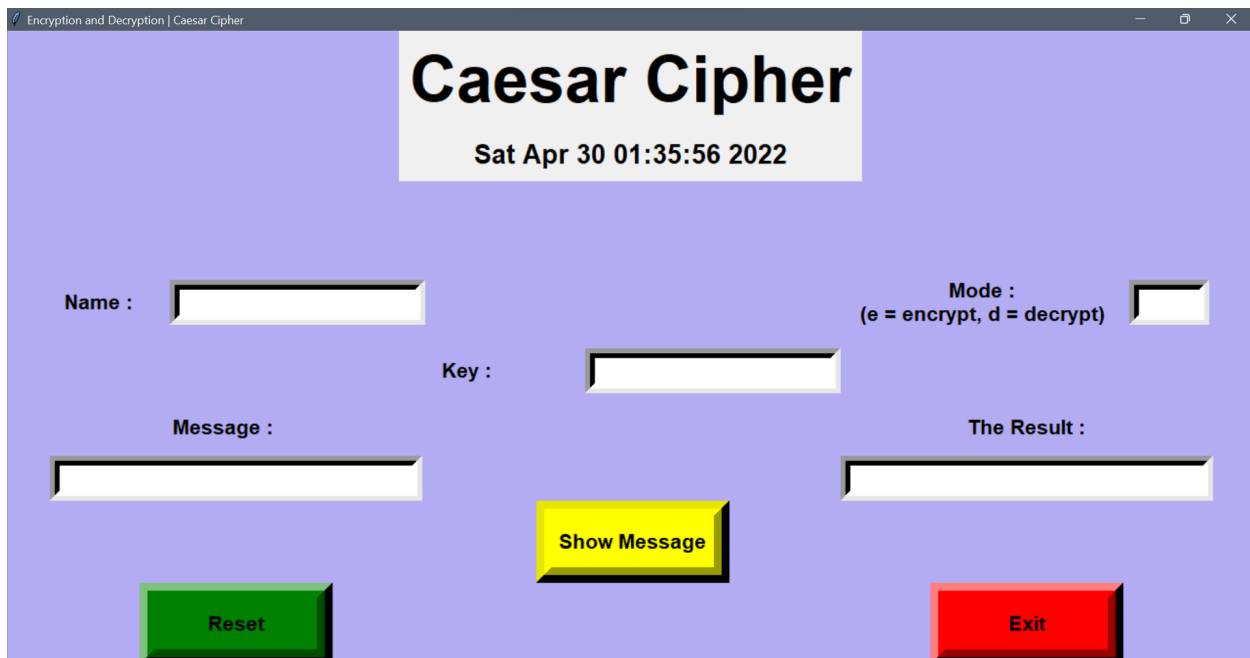 Encryption and Decryption | Caesar Cipher
Caesar Cipher
Sat Apr 30 01:35:56 2022
Name :
Mode :
(e = encrypt, d = decrypt)
Key :
Message :
The Result :
Show Message
Reset
Exit